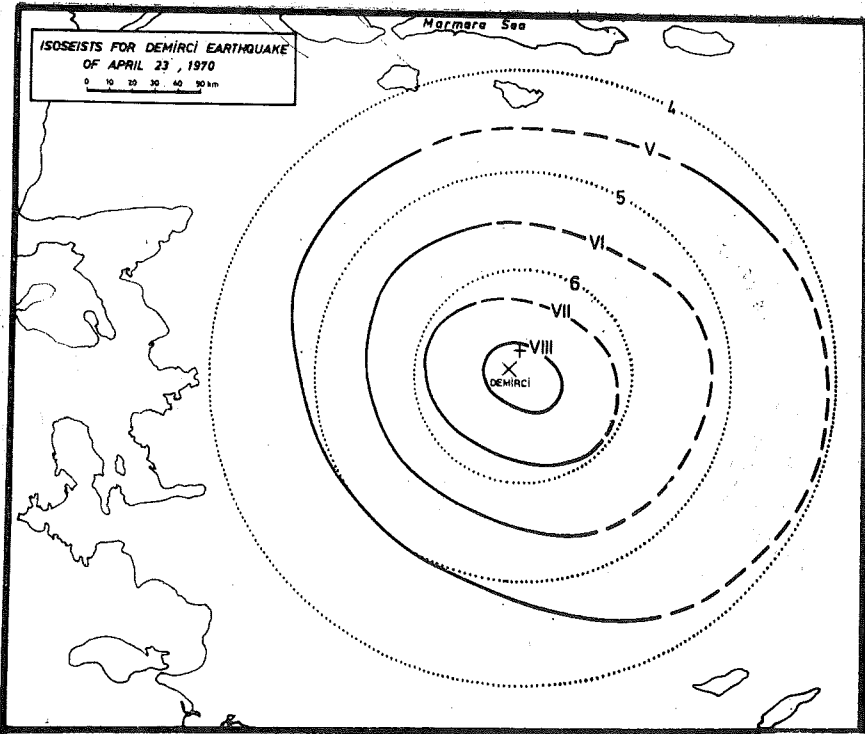 Marmara Sea
ISOSEISTS FOR DEMİRCİ EARTHQUAKE
OF APRIL 23 , 1970
0 10 20 30 40 50 km
4
V
5
VI
6
VII
VIII
DEMİRCİ